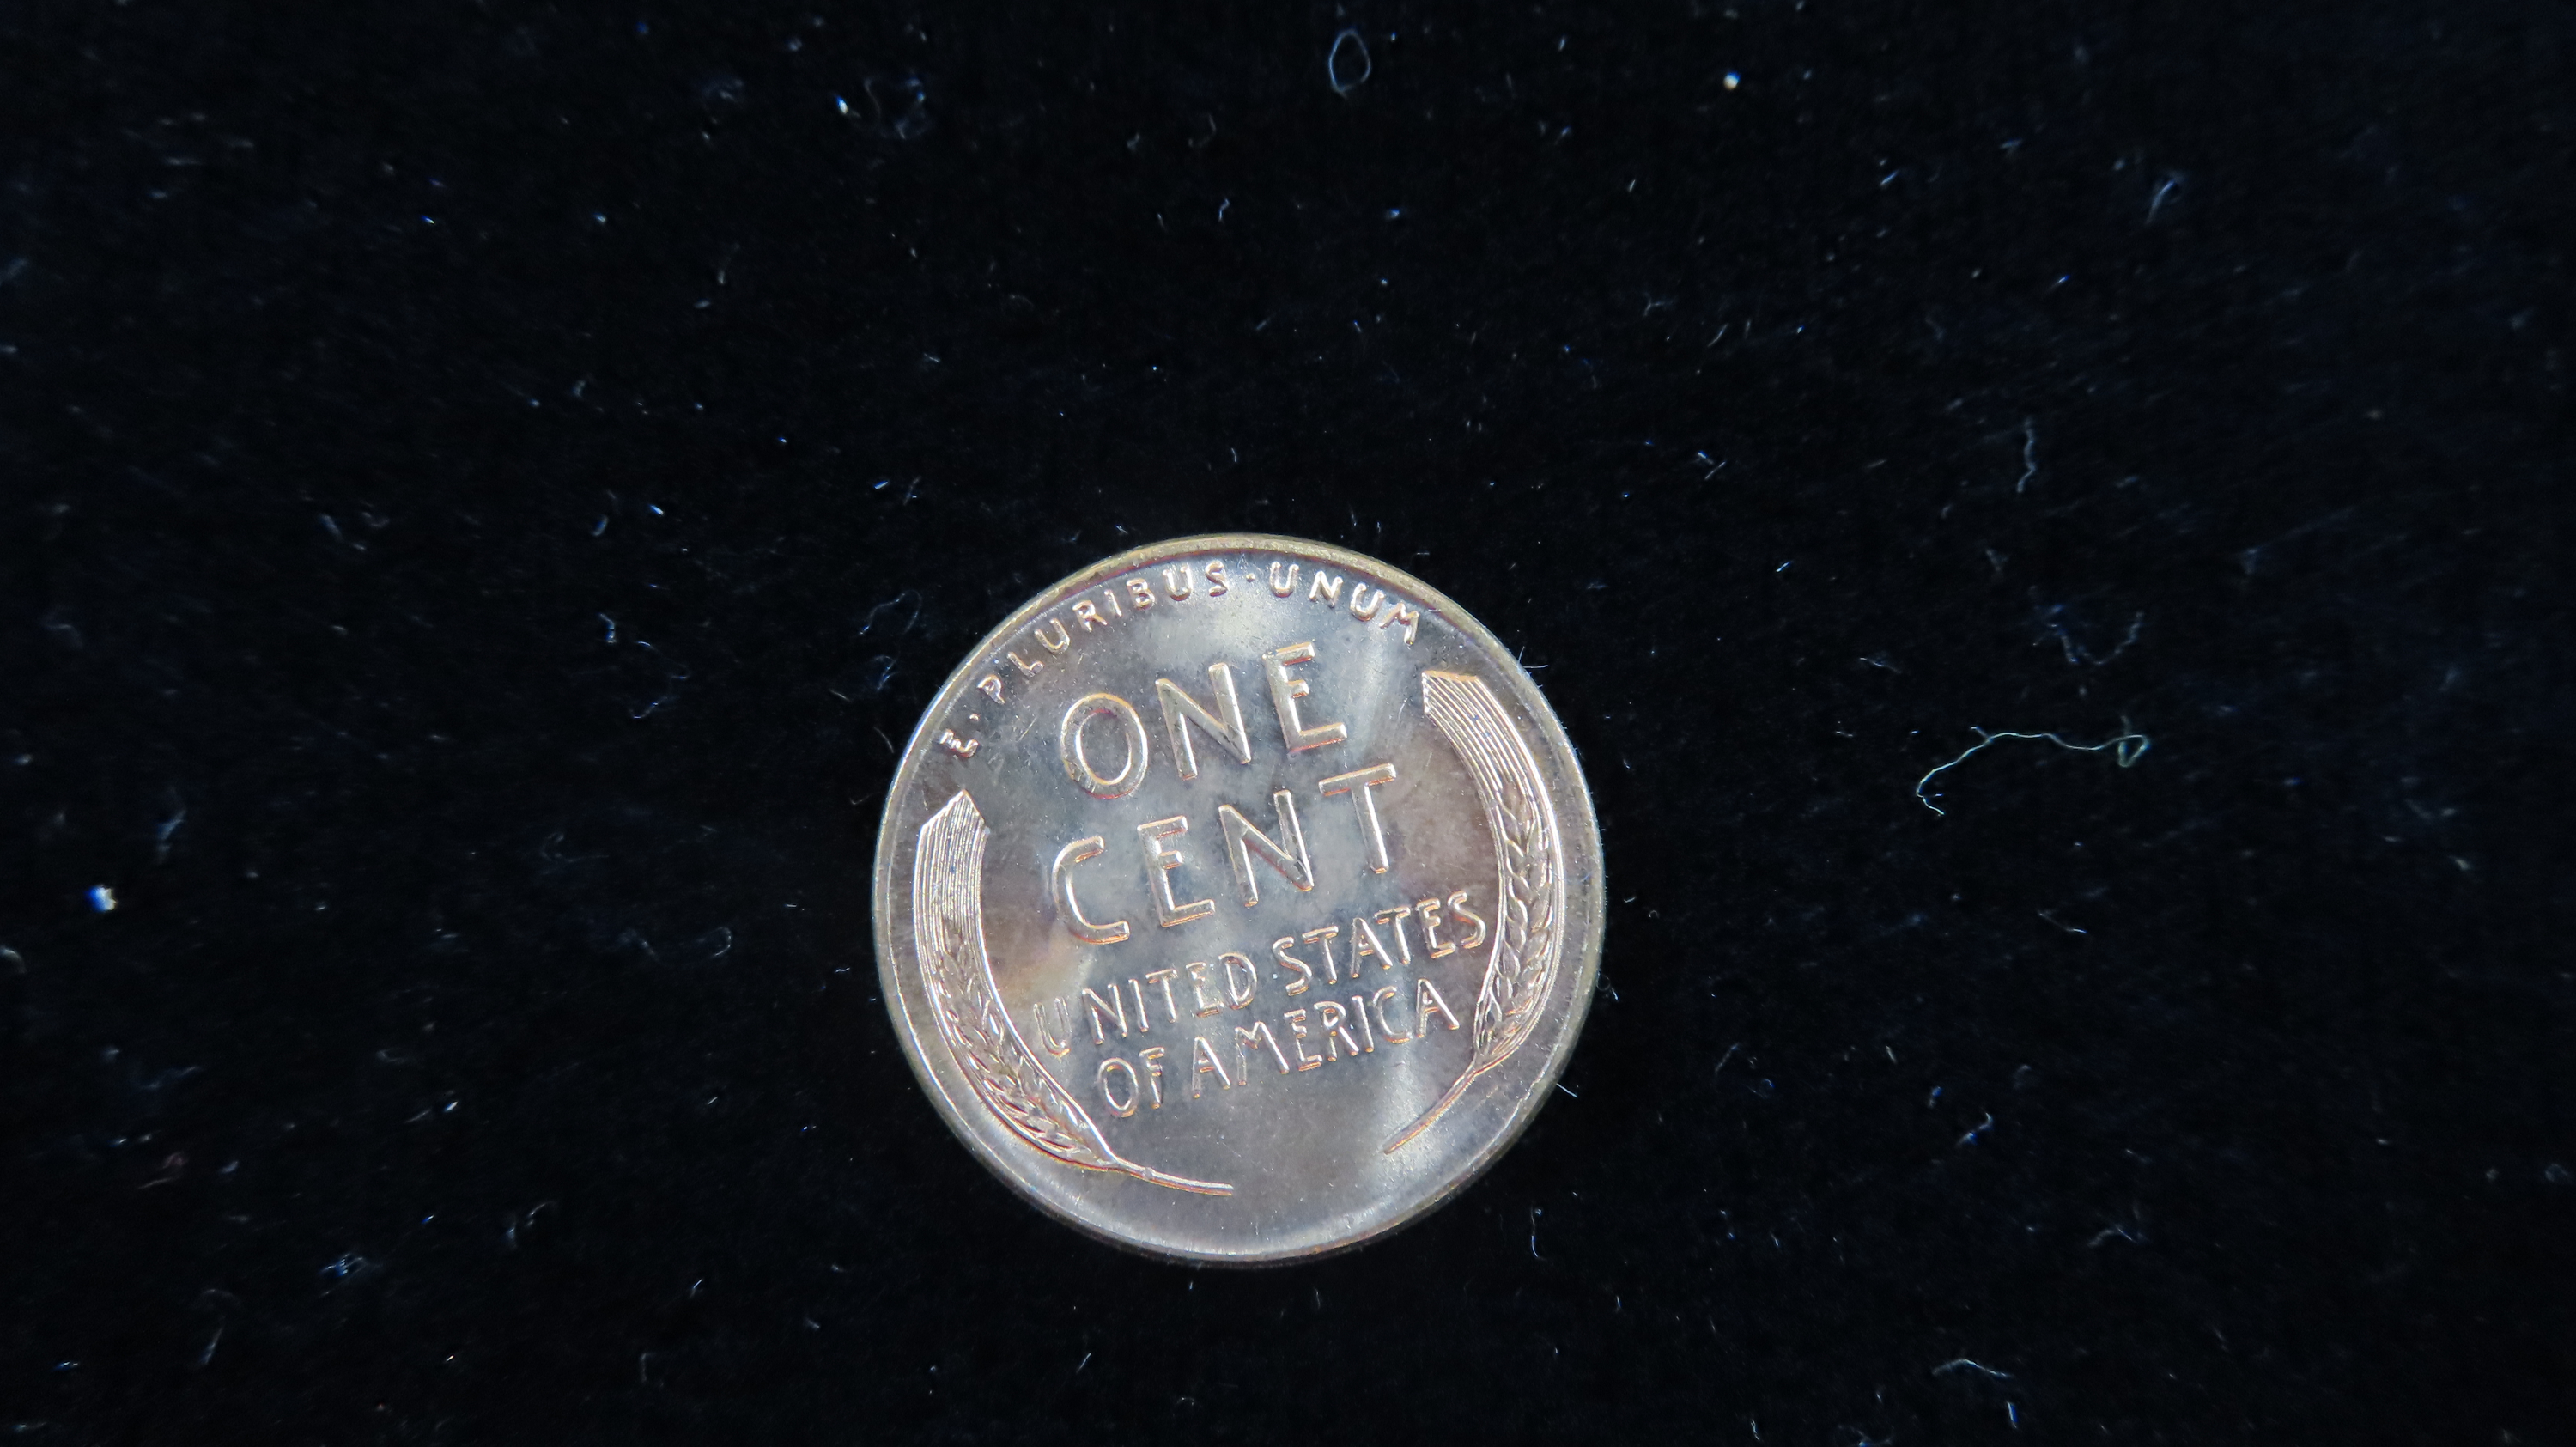 E·PLURIBUS·UNUM
ONE
CENT
UNITED·STATES
OF AMERICA